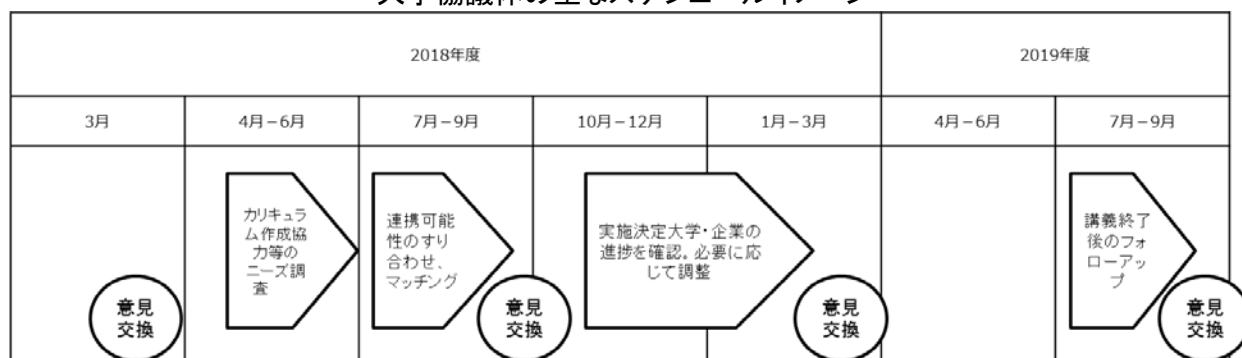 2018年度
2019年度
3月
4月－6月
7月－9月
10月－12月
1月－3月
4月－6月
7月－9月
カリキュラ
ム作成協
力等の
ニーズ調
査
連携可能
性のすり
合わせ、
マッチング
実施決定大学・企業の
進捗を確認。必要に応
じて調整
講義終了
後のフォ
ローアッ
プ
意見
交換
意見
交換
意見
交換
意見
交換